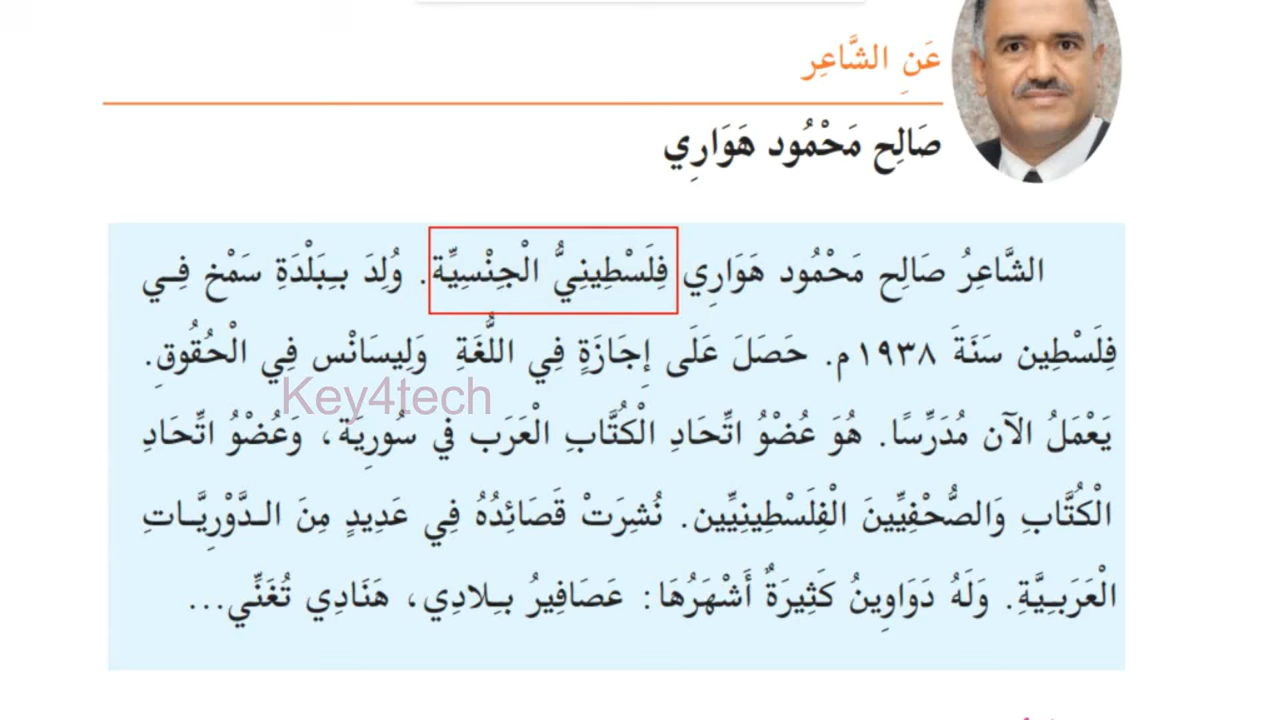 عَنِ الشَّاعِر
صَالِح مَحْمُود هَوَارِي
الشَّاعِرُ صَالِح مَحْمُود هَوَارِي فِلَسْطِينِيُّ الْجِنْسِيِّة. وُلِدَ بِبَلْدَةِ سَمْخ فِي
فِلَسْطِين سَنَةَ ١٩٣٨م. حَصَلَ عَلَى إِجَازَةٍ فِي اللُّغَةِ وَلِيسَانْس فِي الْحُقُوقِ.
Key4tech
يَعْمَلُ الآن مُدَرِّسًا. هُوَ عُضْوُ اتِّحَادِ الْكُتَّابِ الْعَرَب في سُورِيَة، وَعُضْوُ اتِّحَادِ
الْكُتَّابِ وَالصُّحْفِيِّينَ الْفِلَسْطِينِيِّين. نُشِرَتْ قَصَائِدُهُ فِي عَدِيدٍ مِنَ الدَّوْرِيَّاتِ
الْعَرَبِيَّةِ. وَلَهُ دَوَاوِينُ كَثِيرَةٌ أَشْهَرُهَا: عَصَافِيرُ بِلادِي، هَنَادِي تُغَنِّي...